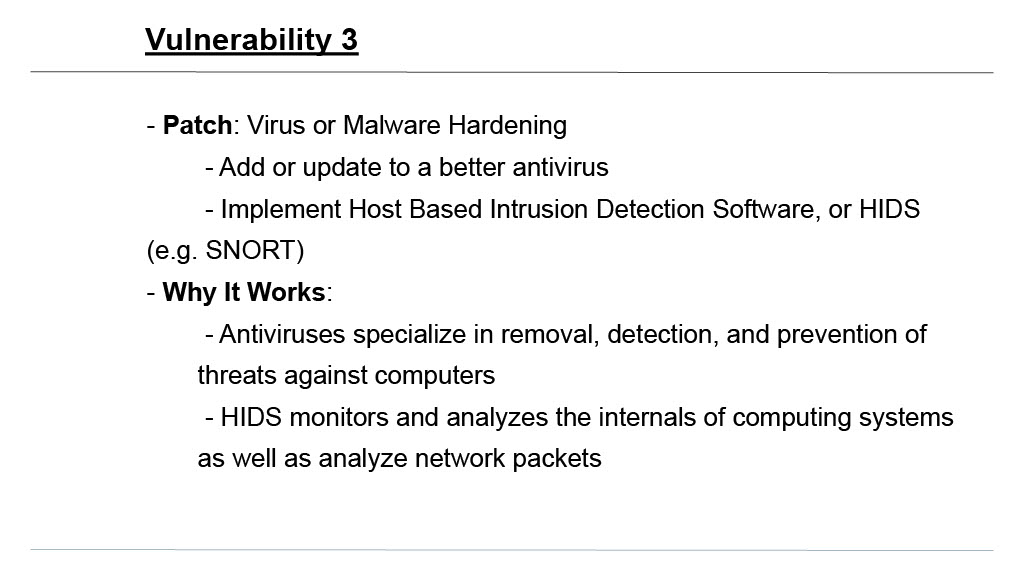 Vulnerability 3
- Patch: Virus or Malware Hardening
- Add or update to a better antivirus
- Implement Host Based Intrusion Detection Software, or HIDS
(e.g. SNORT)
- Why It Works:
- Antiviruses specialize in removal, detection, and prevention of
threats against computers
- HIDS monitors and analyzes the internals of computing systems
as well as analyze network packets